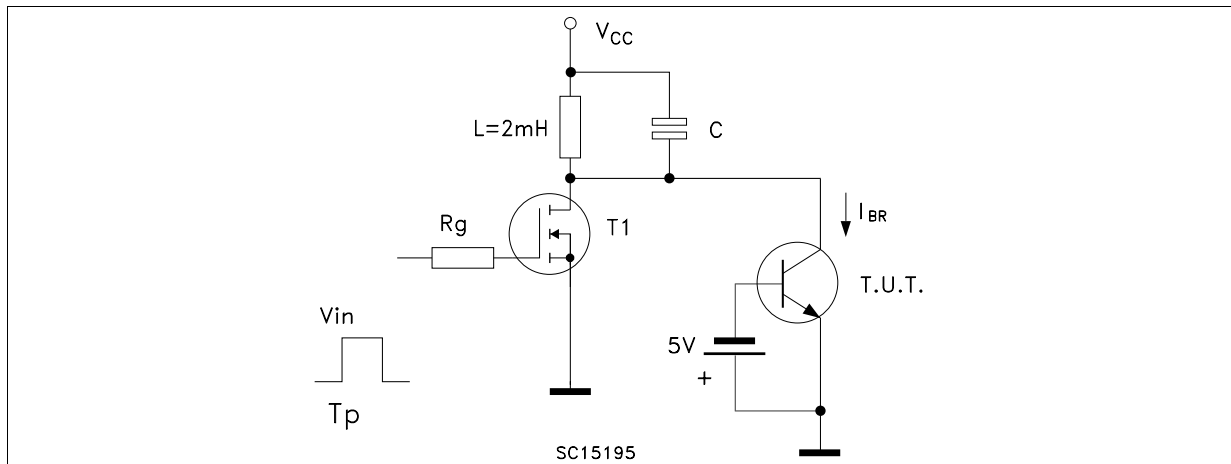 VCC
L=2mH
C
IBR
Rg
T1
T.U.T.
Vin
5V
+
Tp
SC15195